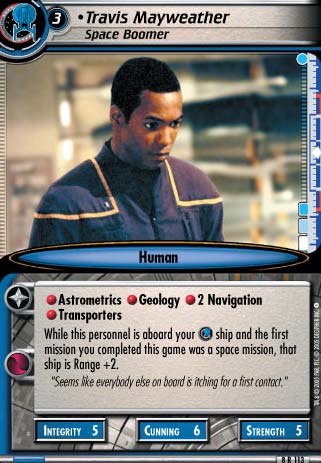 3
•Travis Mayweather
Space Boomer
Human
•Astrometrics •Geology •2 Navigation
•Transporters
While this personnel is aboard your ship and the first
mission you completed this game was a space mission, that
ship is Range +2.
"Seems like everybody else on board is itching for a first contact."
INTEGRITY 5 CUNNING 6 STRENGTH 5
8 R 113